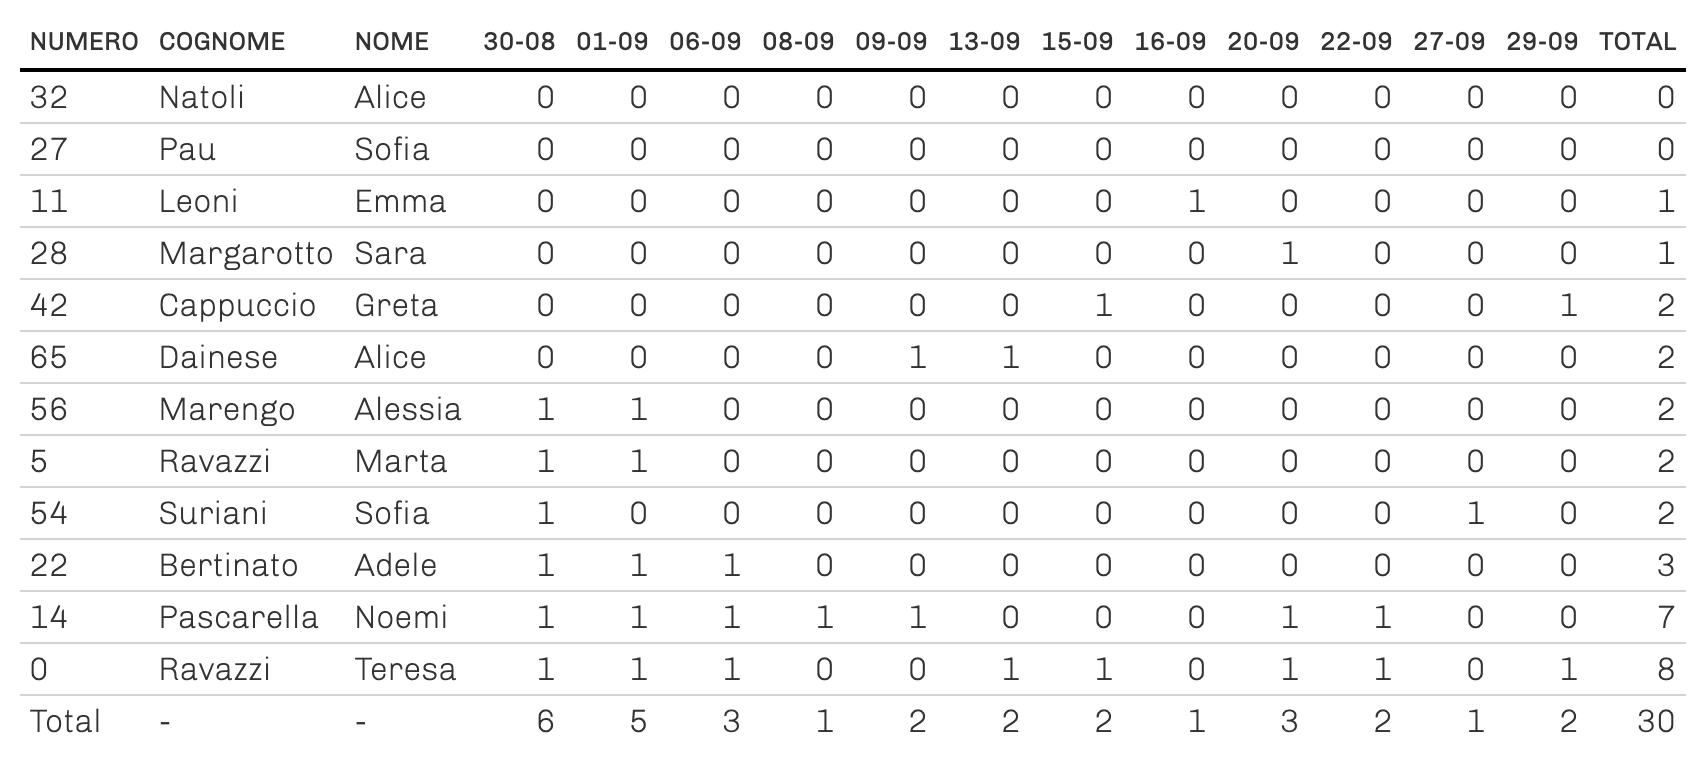 NUMERO COGNOME NOME 30-08 01-09 06-09 08-09 09-09 13-09 15-09 16-09 20-09 22-09 27-09 29-09 TOTAL
32 Natoli Alice 0 0 0 0 0 0 0 0 0 0 0 0 0
27 Pau Sofia 0 0 0 0 0 0 0 0 0 0 0 0 0
11 Leoni Emma 0 0 0 0 0 0 0 1 0 0 0 0 1
28 Margarotto Sara 0 0 0 0 0 0 0 0 1 0 0 0 1
42 Cappuccio Greta 0 0 0 0 0 0 1 0 0 0 0 1 2
65 Dainese Alice 0 0 0 0 1 1 0 0 0 0 0 0 2
56 Marengo Alessia 1 1 0 0 0 0 0 0 0 0 0 0 2
5 Ravazzi Marta 1 1 0 0 0 0 0 0 0 0 0 0 2
54 Suriani Sofia 1 0 0 0 0 0 0 0 0 0 1 0 2
22 Bertinato Adele 1 1 1 0 0 0 0 0 0 0 0 0 3
14 Pascarella Noemi 1 1 1 1 1 0 0 0 1 1 0 0 7
0 Ravazzi Teresa 1 1 1 0 0 1 1 0 1 1 0 1 8
Total - - 6 5 3 1 2 2 2 1 3 2 1 2 30